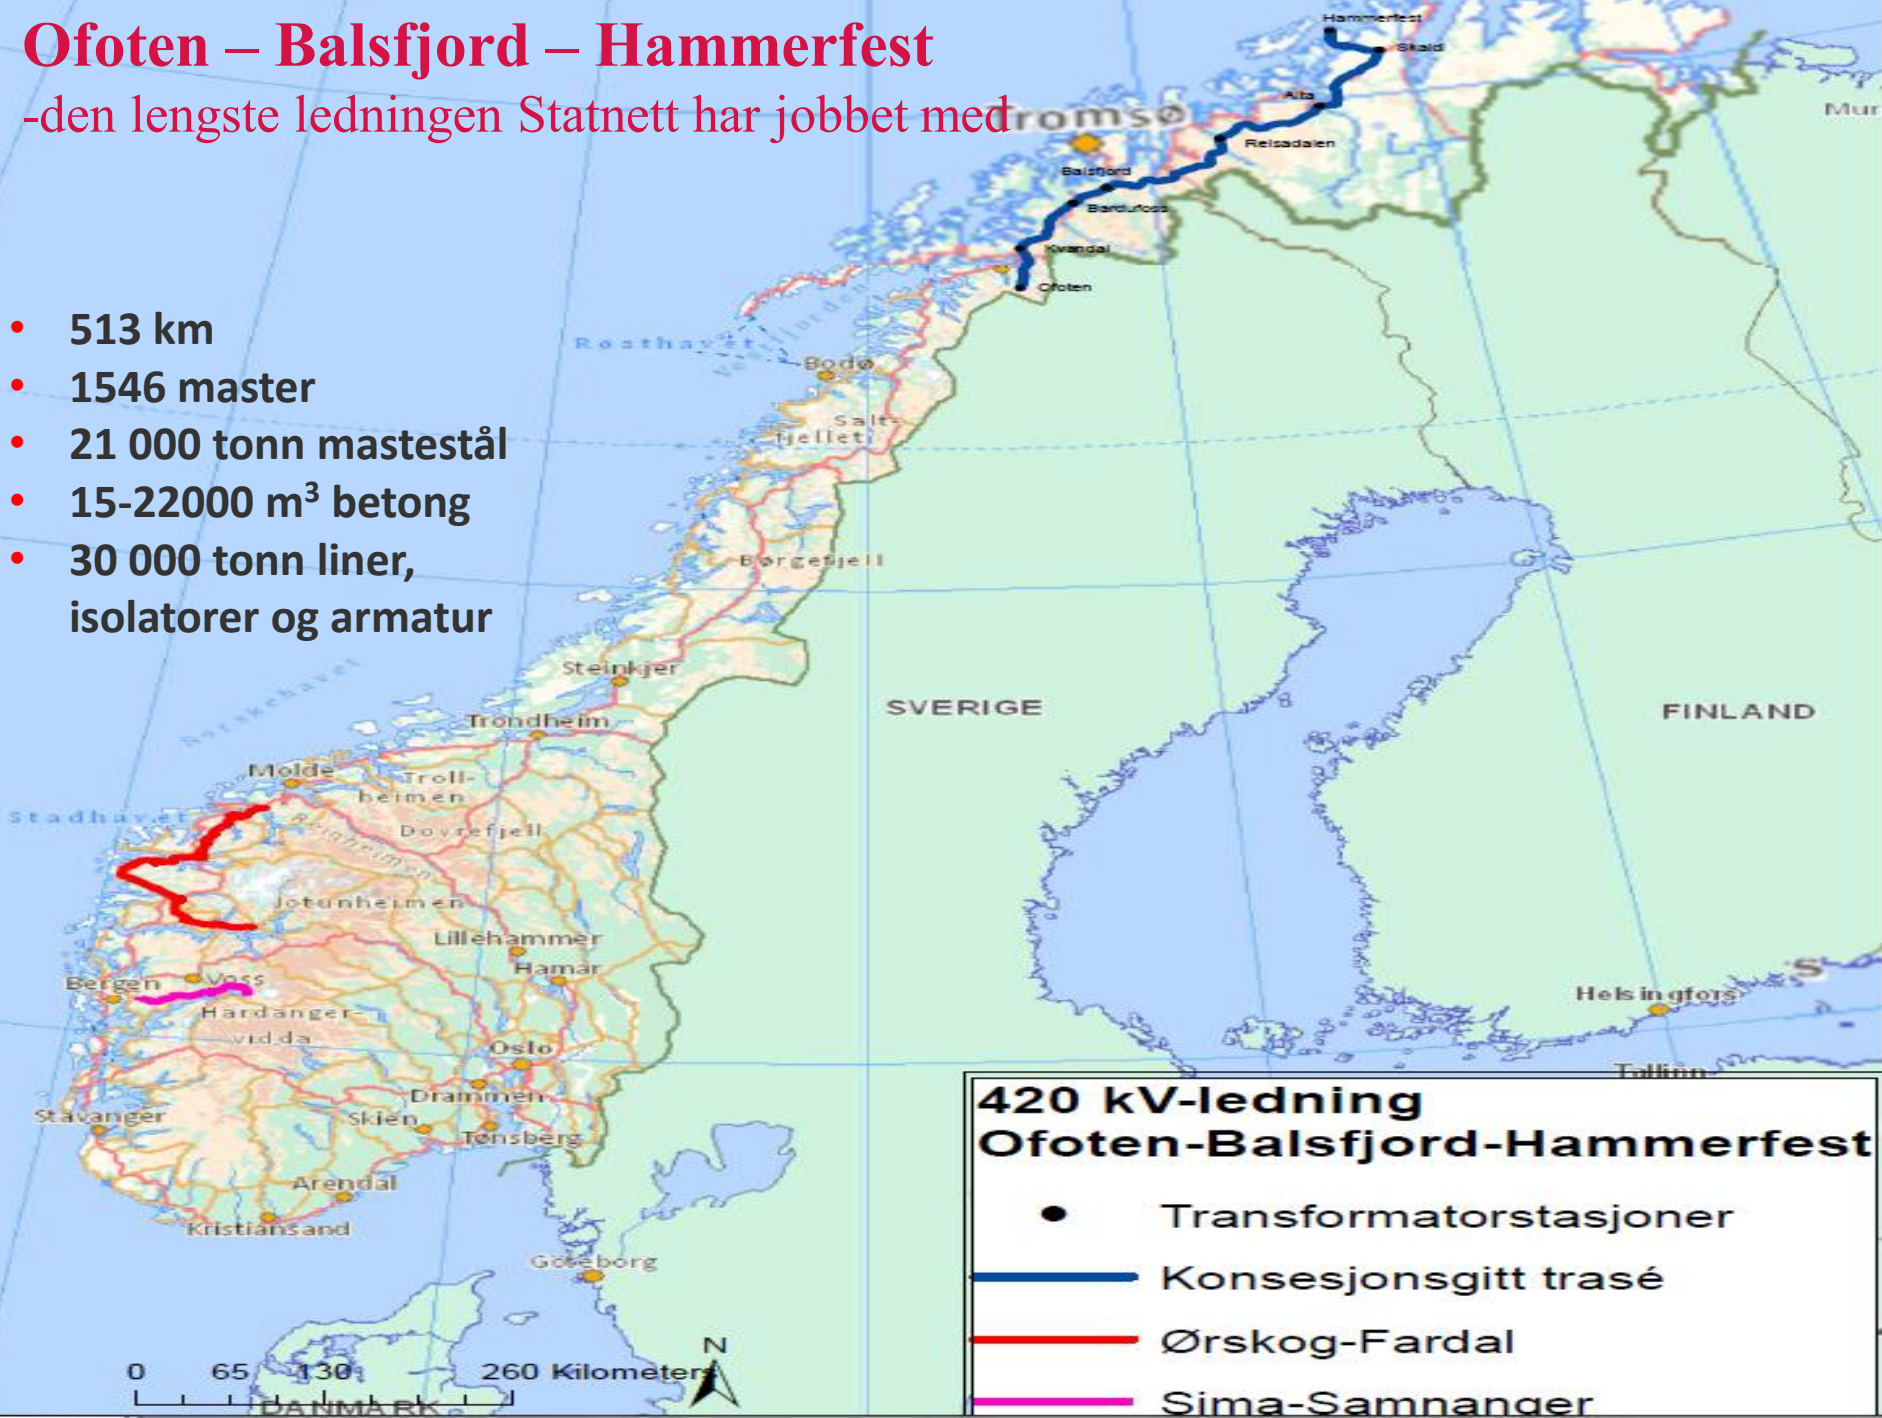 Ofoten – Balsfjord – Hammerfest
-den lengste ledningen Statnett har jobbet med
• 513 km
• 1546 master
• 21 000 tonn mastestål
• 15-22000 m³ betong
• 30 000 tonn liner,
isolatorer og armatur
Hammerfest
Skaidi
Alta
Tromsø
Mur
Reisadalen
Balsfjord
Bardufoss
Kvandal
Ofoten
Røsthavet
Bodø
Salt-
fjellet
Børgefjell
Steinkjer
Norskehavet
SVERIGE
FINLAND
Trondheim
Molde
Troll-
heimen
Stadhavet
Reinheimen
Dovrefjell
Jotunheimen
Lillehammer
Hamar
Bergen
Voss
Hardanger-
vidda
Helsingfors
S
Oslo
Tallinn
Drammen
Stavanger
Skien
Tønsberg
Arendal
Kristiansand
Göteborg
DANMARK
0 65 130 260 Kilometers
N
420 kV-ledning
Ofoten-Balsfjord-Hammerfest
Transformatorstasjoner
Konsesjonsgitt trasé
Ørskog-Fardal
Sima-Samnanger